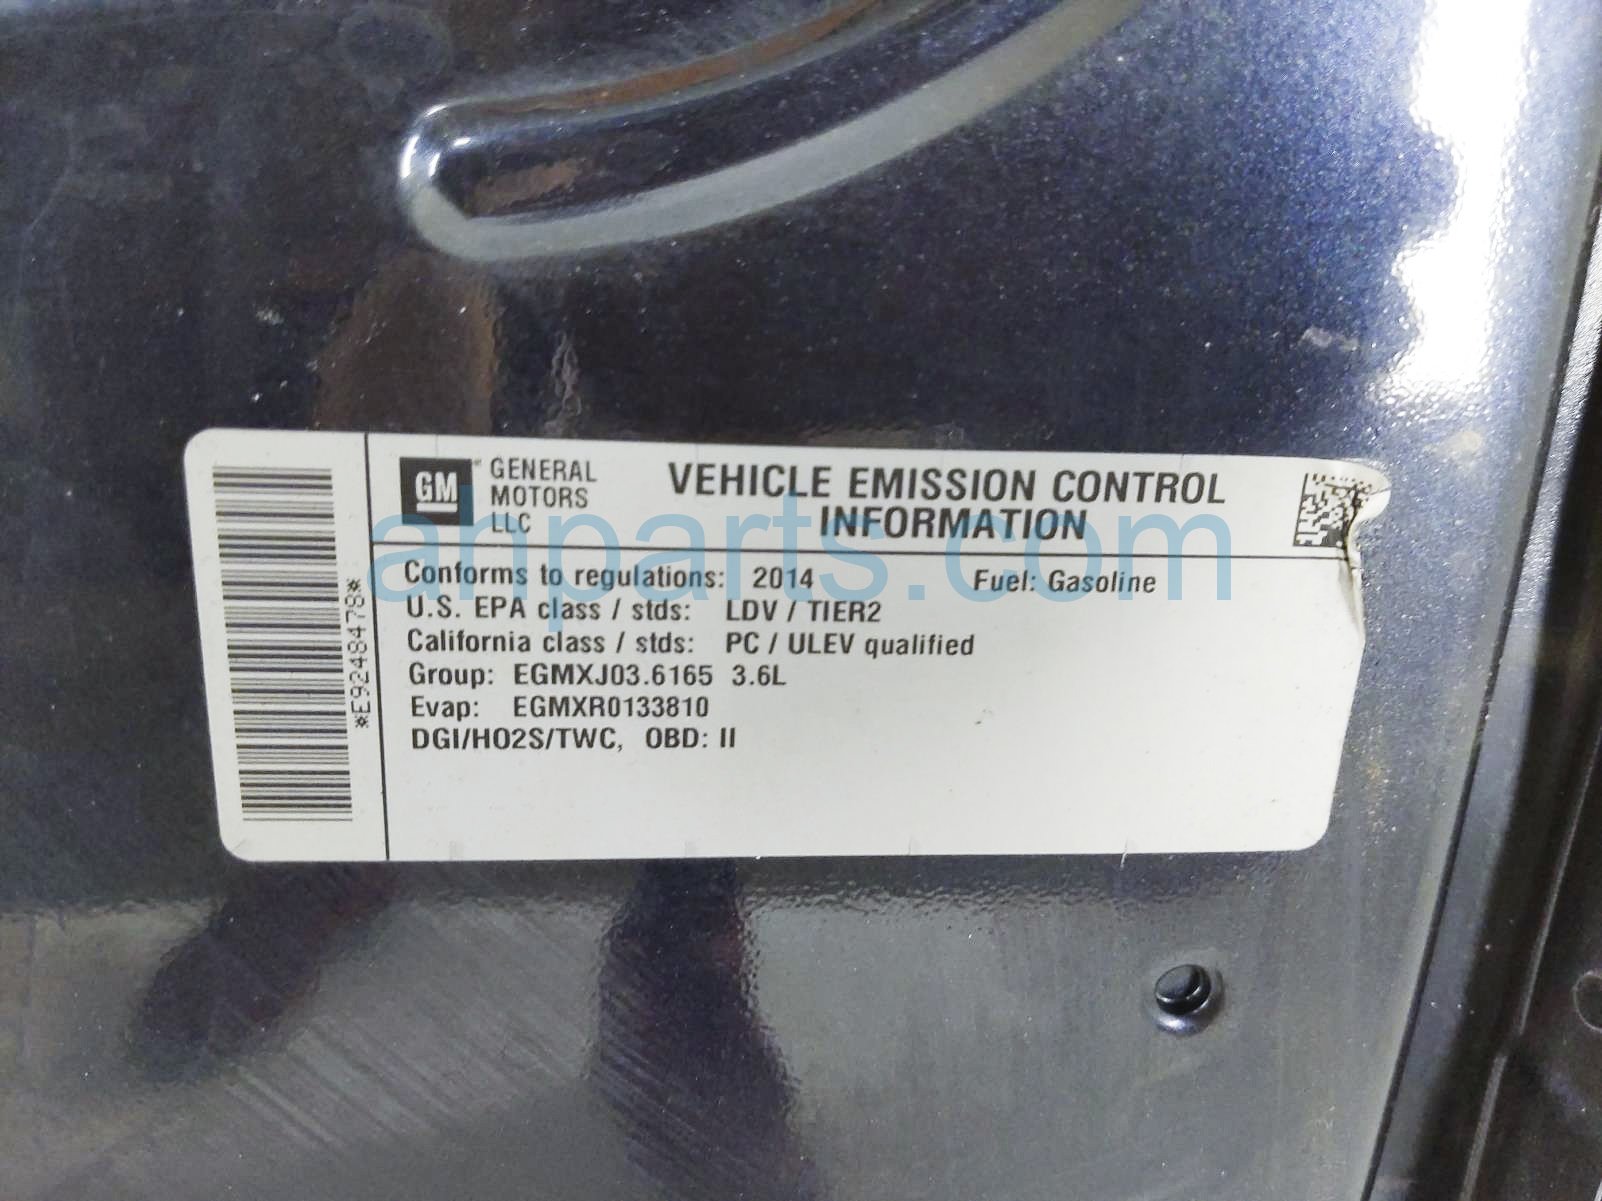 GM
GENERAL
MOTORS
LLC
VEHICLE EMISSION CONTROL
INFORMATION
Conforms to regulations: 2014 Fuel: Gasoline
U.S. EPA class / stds: LDV / TIER2
California class / stds: PC / ULEV qualified
Group: EGMXJ03.6165 3.6L
Evap: EGMXR0133810
DGI/HO2S/TWC, OBD: II
*E9248478*
ahparts.com